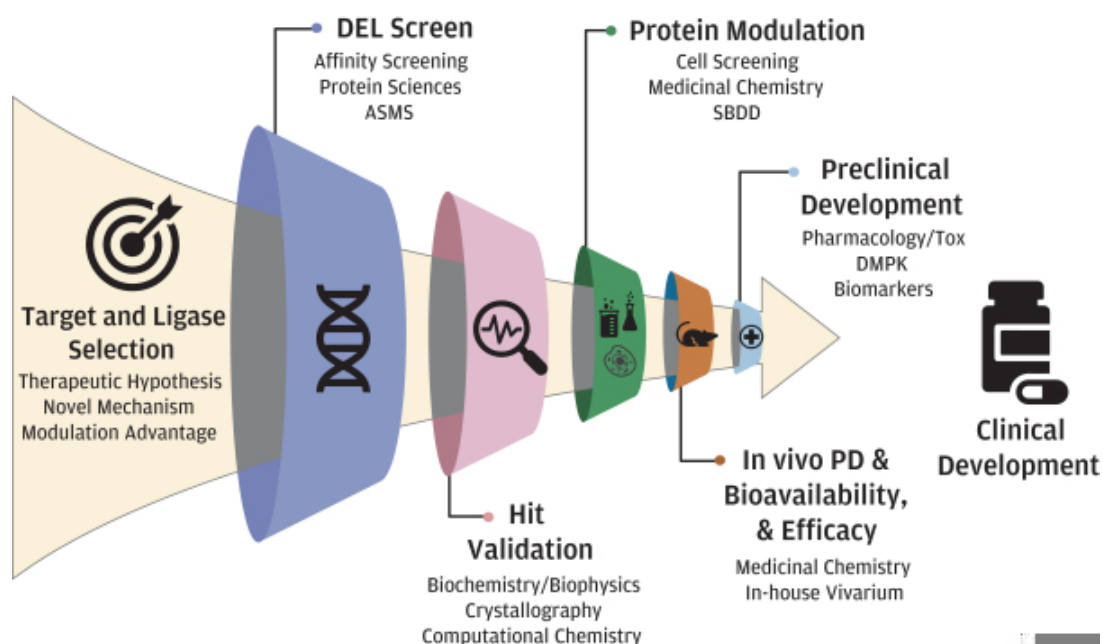 Target and Ligase
Selection
Therapeutic Hypothesis
Novel Mechanism
Modulation Advantage
DEL Screen
Affinity Screening
Protein Sciences
ASMS
Hit
Validation
Biochemistry/Biophysics
Crystallography
Computational Chemistry
Protein Modulation
Cell Screening
Medicinal Chemistry
SBDD
In vivo PD &
Bioavailability,
& Efficacy
Medicinal Chemistry
In-house Vivarium
Preclinical
Development
Pharmacology/Tox
DMPK
Biomarkers
Clinical
Development